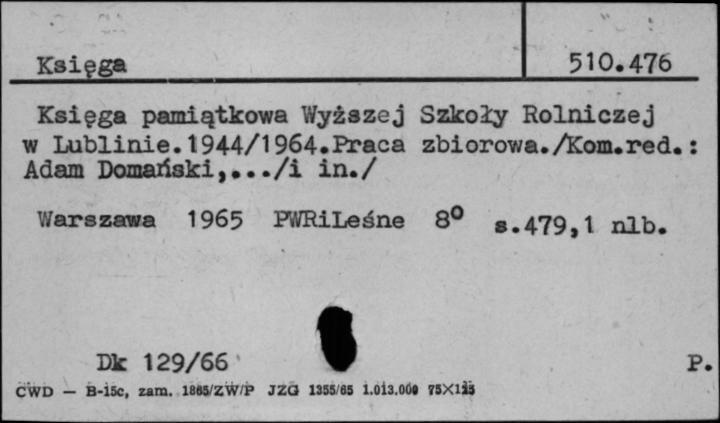 Księga 510.476
Księga pamiątkowa Wyższej Szkoły Rolniczej
w Lublinie.1944/1964.Praca zbiorowa./Kom.red.:
Adam Domański,.../i in./
Warszawa 1965 PWRiLeśne 8º s.479,1 nlb.
Dk 129/66 P.
CWD — B-15c, zam. 1865/ZW/P JZG 1355/65 1.013.000 75X125